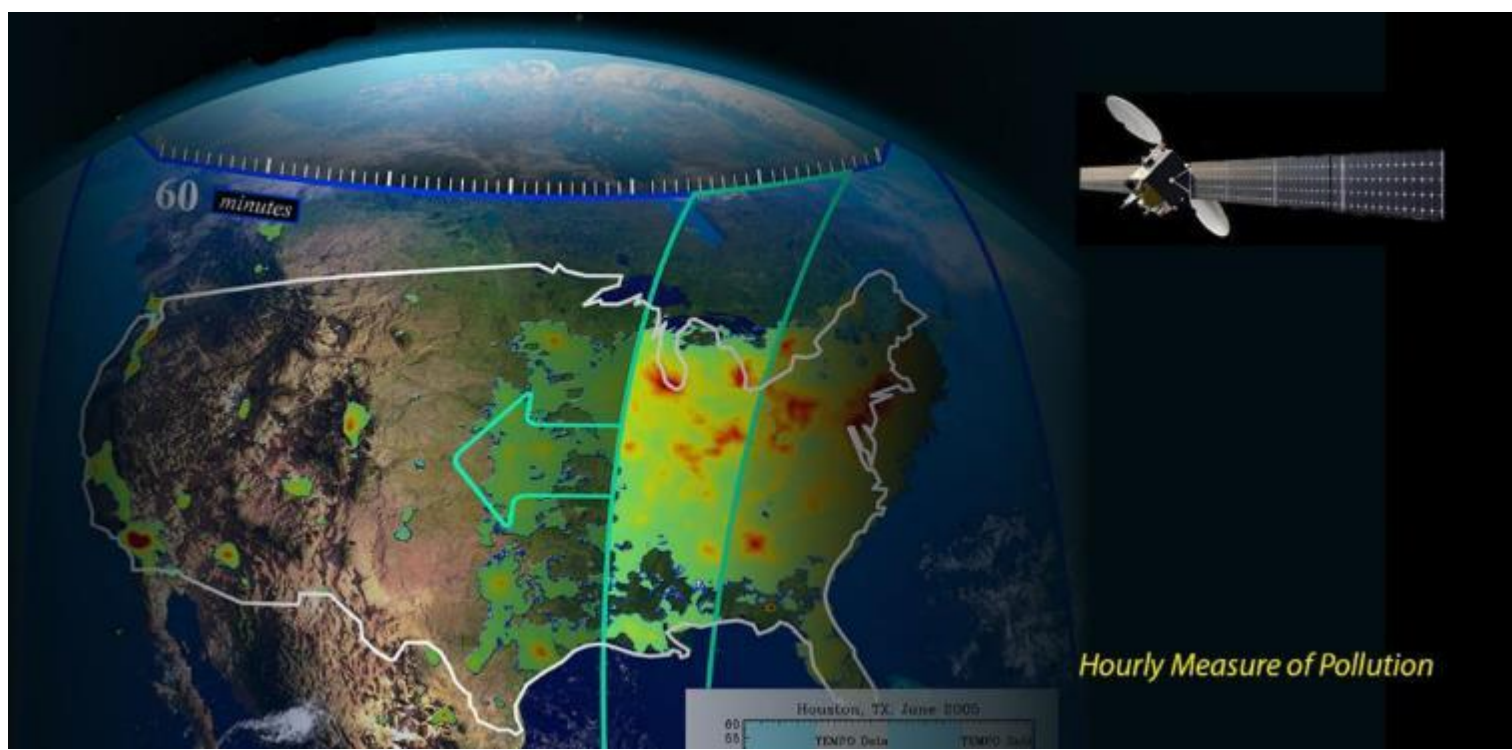 60 minutes
Hourly Measure of Pollution
Houston, TX, June 2005
60
55
TEMPO Data